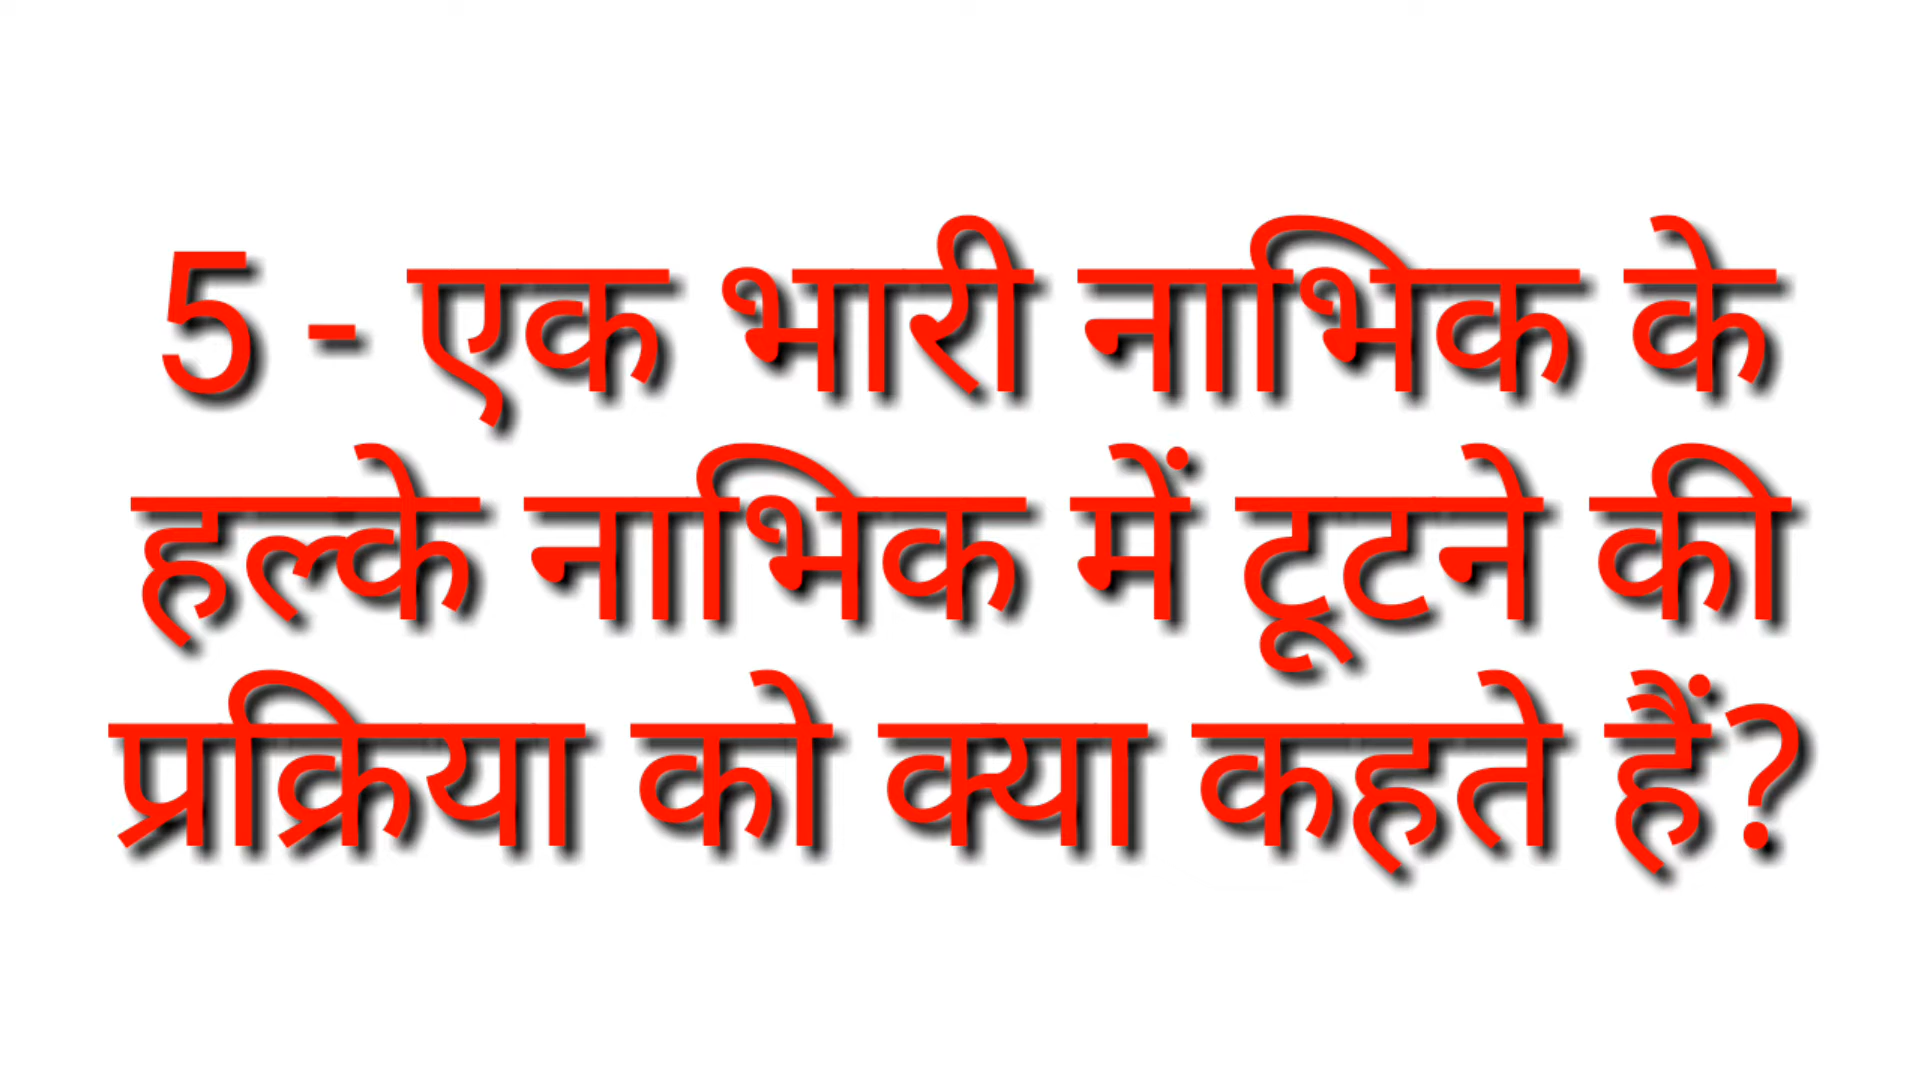 5 - एक भारी नाभिक के
हल्के नाभिक में टूटने की
प्रक्रिया को क्या कहते हैं?